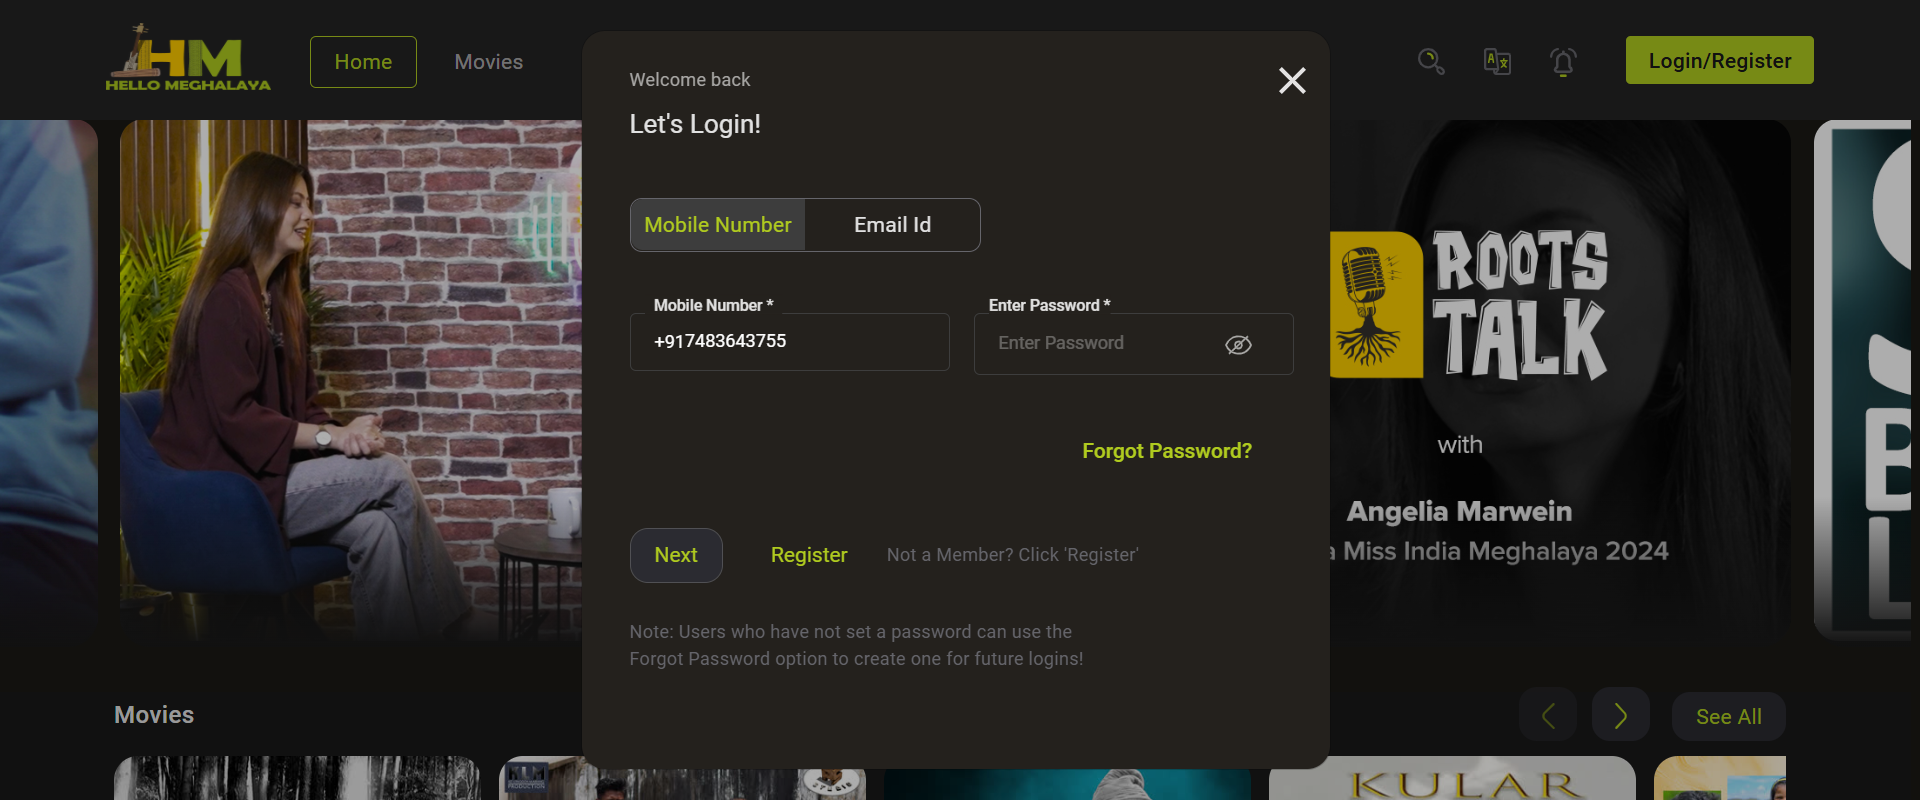 HM
HELLO MEGHALAYA
Home
Movies
Login/Register
Welcome back
Let's Login!
Mobile Number
Email Id
Mobile Number *
+917483643755
Enter Password *
Enter Password
Forgot Password?
Next
Register
Not a Member? Click 'Register'
Note: Users who have not set a password can use the
Forgot Password option to create one for future logins!
ROOTS
TALK
with
Angelia Marwein
a Miss India Meghalaya 2024
Movies
See All
KLM
PRODUCTION
STUDIO
KULAR